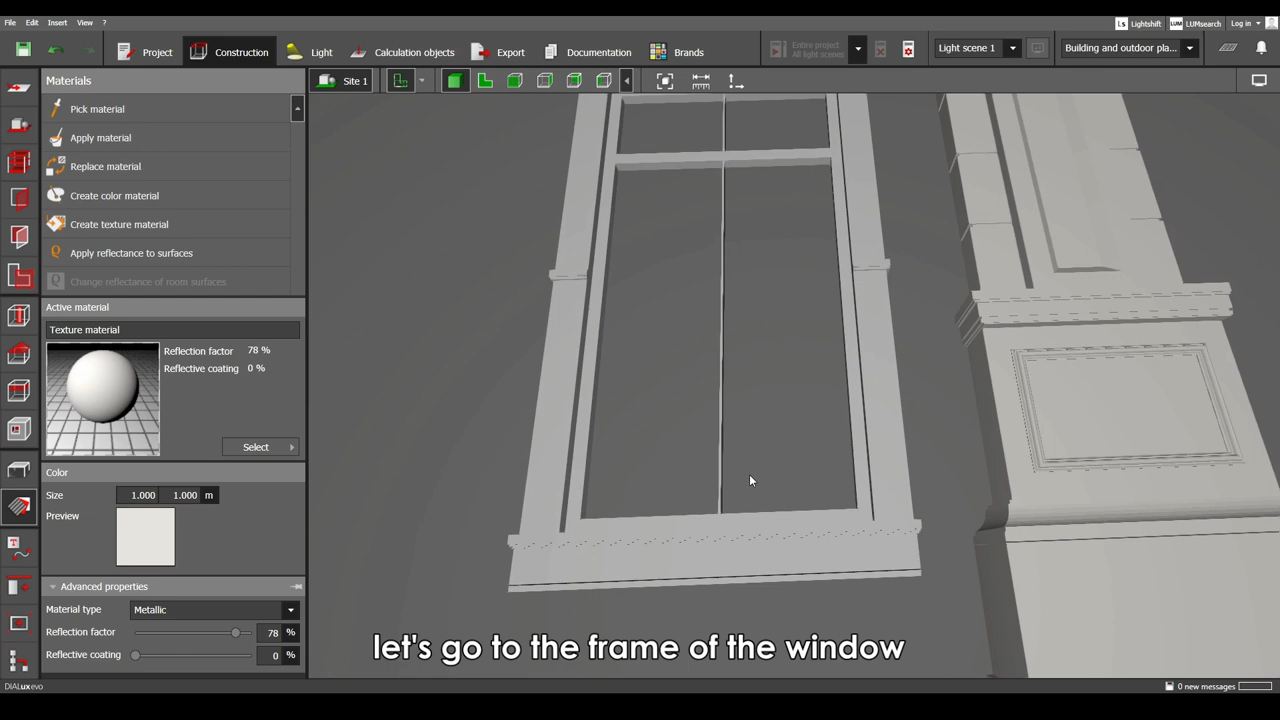 File Edit Insert View ?
Ls Lightshift LUM LUMsearch Log in
Project Construction Light Calculation objects Export Documentation Brands
Entire project
All light scenes
Light scene 1
Building and outdoor pla...
Materials
Site 1
Pick material
Apply material
Replace material
Create color material
Create texture material
Apply reflectance to surfaces
Change reflectance of room surfaces
Active material
Texture material
Reflection factor 78 %
Reflective coating 0 %
Select
Color
Size 1.000 1.000 m
Preview
Advanced properties
Material type Metallic
Reflection factor 78 %
Reflective coating 0 %
let's go to the frame of the window
DIALux evo
0 new messages